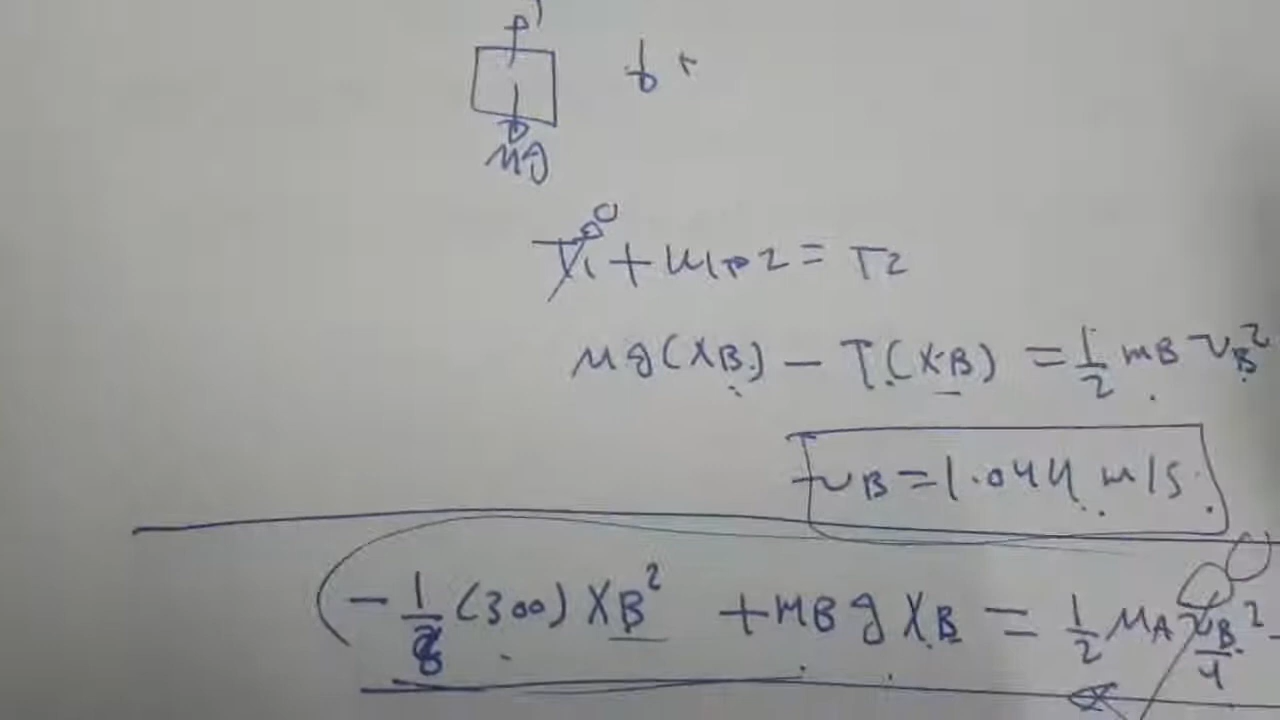 mg
T₁⁰ + U₁→₂ = T₂
mg(XB) - T(XB) = 1/2 mB vB²
vB = 1.044 m/s
- 1/8 (300) XB² + mB g XB = 1/2 mA vB²/4